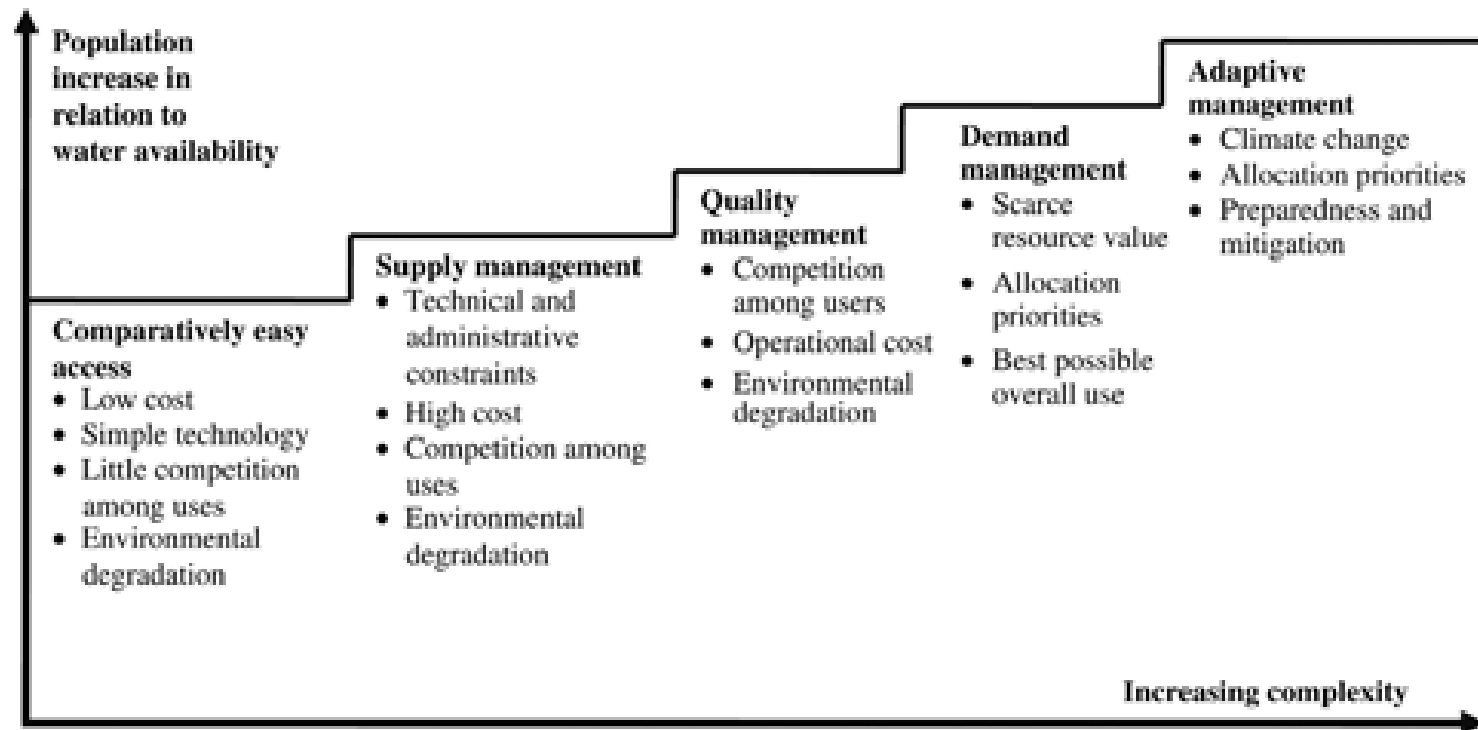 Population
increase in
relation to
water availability
Comparatively easy
access
• Low cost
• Simple technology
• Little competition
among uses
• Environmental
degradation
Supply management
• Technical and
administrative
constraints
• High cost
• Competition among
uses
• Environmental
degradation
Quality
management
• Competition
among users
• Operational cost
• Environmental
degradation
Demand
management
• Scarce
resource value
• Allocation
priorities
• Best possible
overall use
Adaptive
management
• Climate change
• Allocation priorities
• Preparedness and
mitigation
Increasing complexity